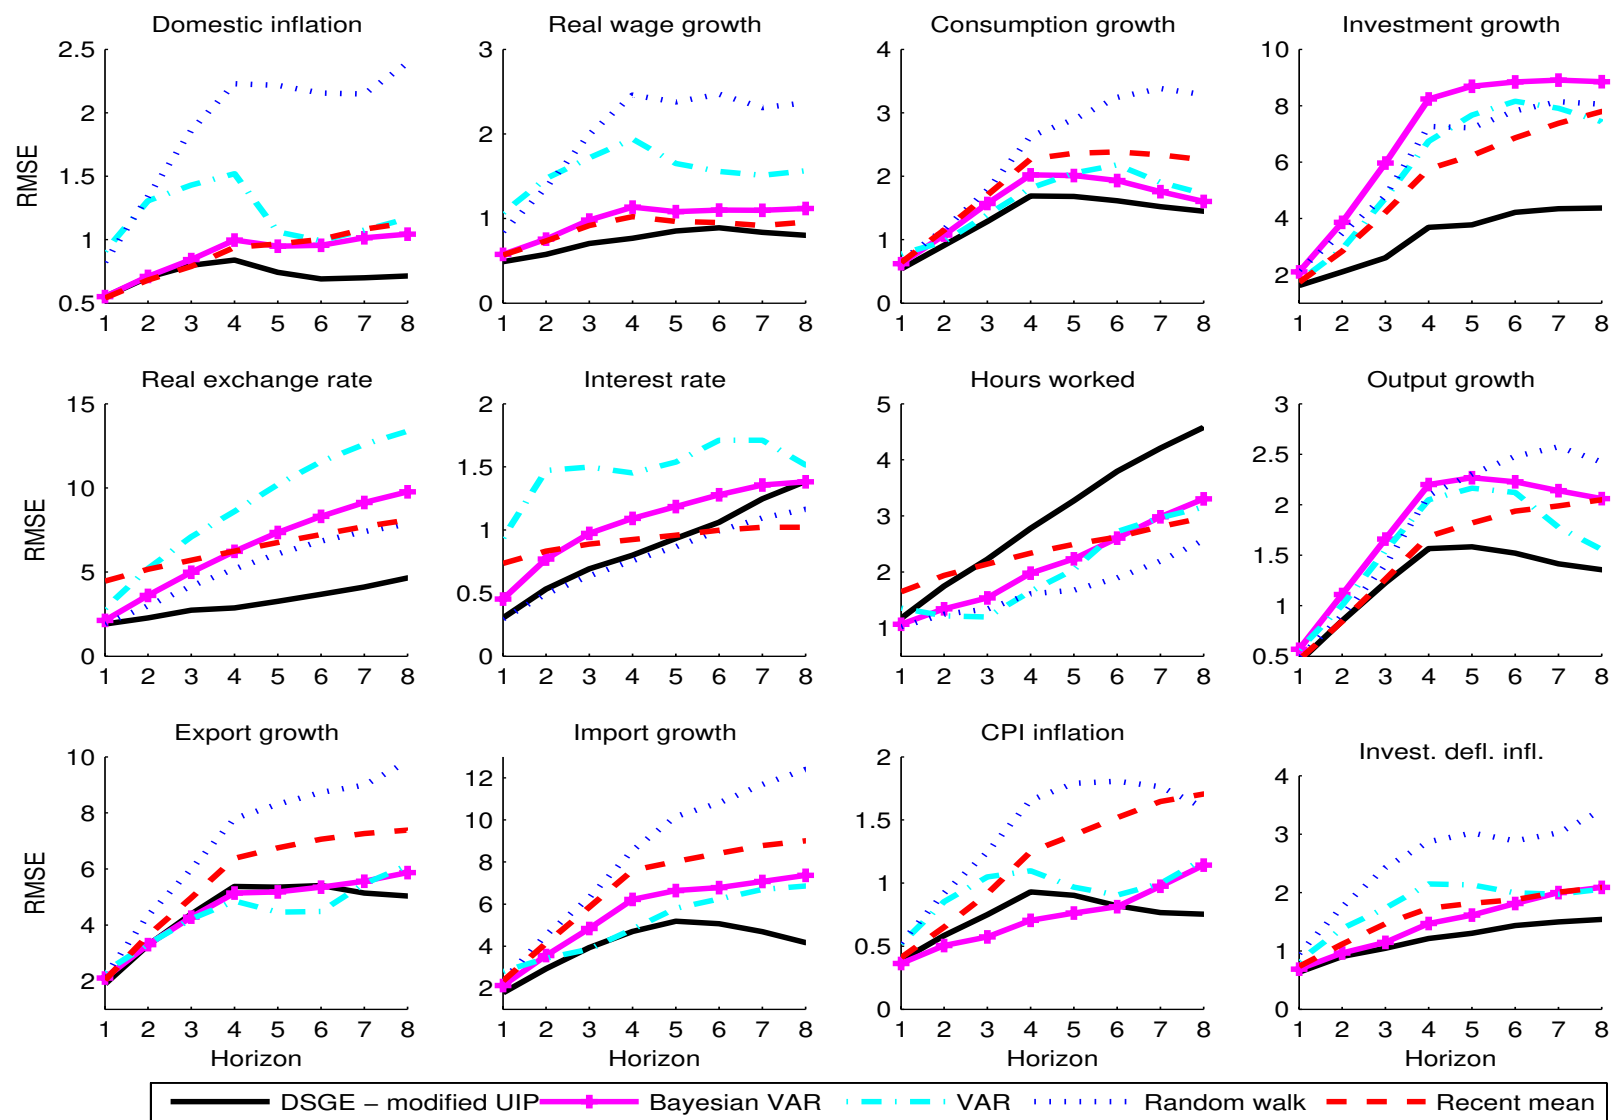 Domestic inflation
Real wage growth
Consumption growth
Investment growth
2.5
2
1.5
1
0.5
RMSE
1 2 3 4 5 6 7 8
3
2
1
0
1 2 3 4 5 6 7 8
4
3
2
1
0
1 2 3 4 5 6 7 8
10
8
6
4
2
1 2 3 4 5 6 7 8
Real exchange rate
Interest rate
Hours worked
Output growth
15
10
5
0
RMSE
1 2 3 4 5 6 7 8
2
1.5
1
0.5
0
1 2 3 4 5 6 7 8
5
4
3
2
1
1 2 3 4 5 6 7 8
3
2.5
2
1.5
1
0.5
1 2 3 4 5 6 7 8
Export growth
Import growth
CPI inflation
Invest. defl. infl.
10
8
6
4
2
RMSE
1 2 3 4 5 6 7 8
Horizon
12
10
8
6
4
2
1 2 3 4 5 6 7 8
Horizon
2
1.5
1
0.5
0
1 2 3 4 5 6 7 8
Horizon
4
3
2
1
0
1 2 3 4 5 6 7 8
Horizon
DSGE – modified UIP
Bayesian VAR
VAR
Random walk
Recent mean